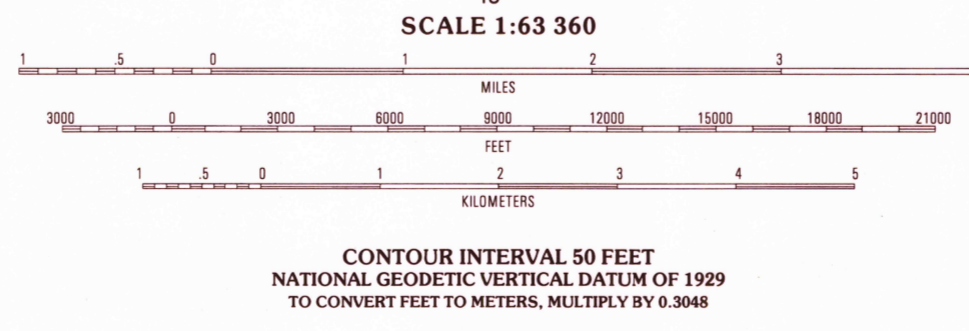 SCALE 1:63 360
1 .5 0 1 2 3
MILES
3000 0 3000 6000 9000 12000 15000 18000 21000
FEET
1 .5 0 1 2 3 4 5
KILOMETERS
CONTOUR INTERVAL 50 FEET
NATIONAL GEODETIC VERTICAL DATUM OF 1929
TO CONVERT FEET TO METERS, MULTIPLY BY 0.3048